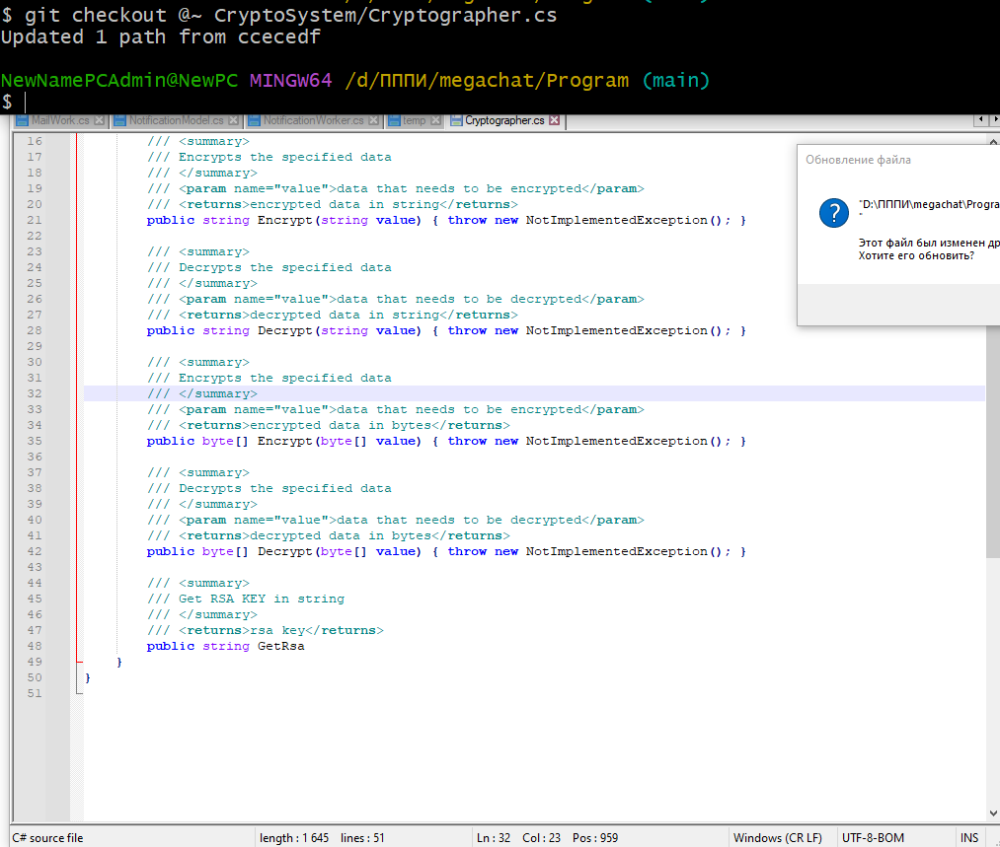 $ git checkout @~ CryptoSystem/Cryptographer.cs
Updated 1 path from ccecedf
NewNamePCAdmin@NewPC MINGW64 /d/ПППИ/megachat/Program (main)
$
MailWork.cs NotificationModel.cs NotificationWorker.cs temp Cryptographer.cs
16 /// <summary>
17 /// Encrypts the specified data
18 /// </summary>
19 /// <param name="value">data that needs to be encrypted</param>
20 /// <returns>encrypted data in string</returns>
21 public string Encrypt(string value) { throw new NotImplementedException(); }
22
23 /// <summary>
24 /// Decrypts the specified data
25 /// </summary>
26 /// <param name="value">data that needs to be decrypted</param>
27 /// <returns>decrypted data in string</returns>
28 public string Decrypt(string value) { throw new NotImplementedException(); }
29
30 /// <summary>
31 /// Encrypts the specified data
32 /// </summary>
33 /// <param name="value">data that needs to be encrypted</param>
34 /// <returns>encrypted data in bytes</returns>
35 public byte[] Encrypt(byte[] value) { throw new NotImplementedException(); }
36
37 /// <summary>
38 /// Decrypts the specified data
39 /// </summary>
40 /// <param name="value">data that needs to be decrypted</param>
41 /// <returns>decrypted data in bytes</returns>
42 public byte[] Decrypt(byte[] value) { throw new NotImplementedException(); }
43
44 /// <summary>
45 /// Get RSA KEY in string
46 /// </summary>
47 /// <returns>rsa key</returns>
48 public string GetRsa
49 }
50 }
51
Обновление файла
"D:\ПППИ\megachat\Progra
"
Этот файл был изменен др
Хотите его обновить?
C# source file length : 1 645 lines : 51 Ln : 32 Col : 23 Pos : 959 Windows (CR LF) UTF-8-BOM INS